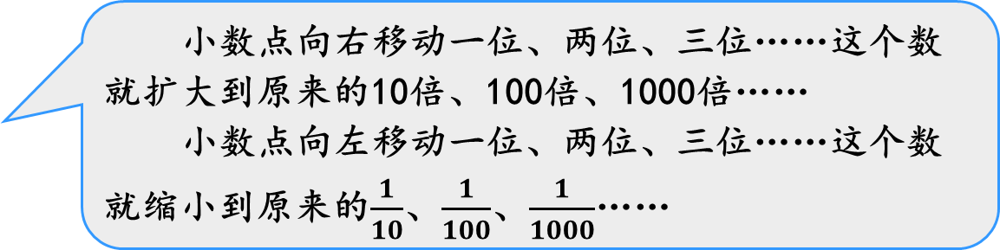 小数点向右移动一位、两位、三位……这个数
就扩大到原来的10倍、100倍、1000倍……
小数点向左移动一位、两位、三位……这个数
就缩小到原来的1/10、1/100、1/1000……